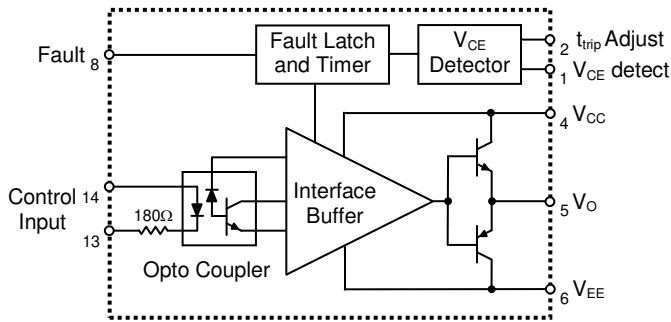 Fault 8
Fault Latch
and Timer
V_CE
Detector
2 t_trip Adjust
1 V_CE detect
4 V_CC
Control
Input
14
13
180Ω
Opto Coupler
Interface
Buffer
5 V_O
6 V_EE